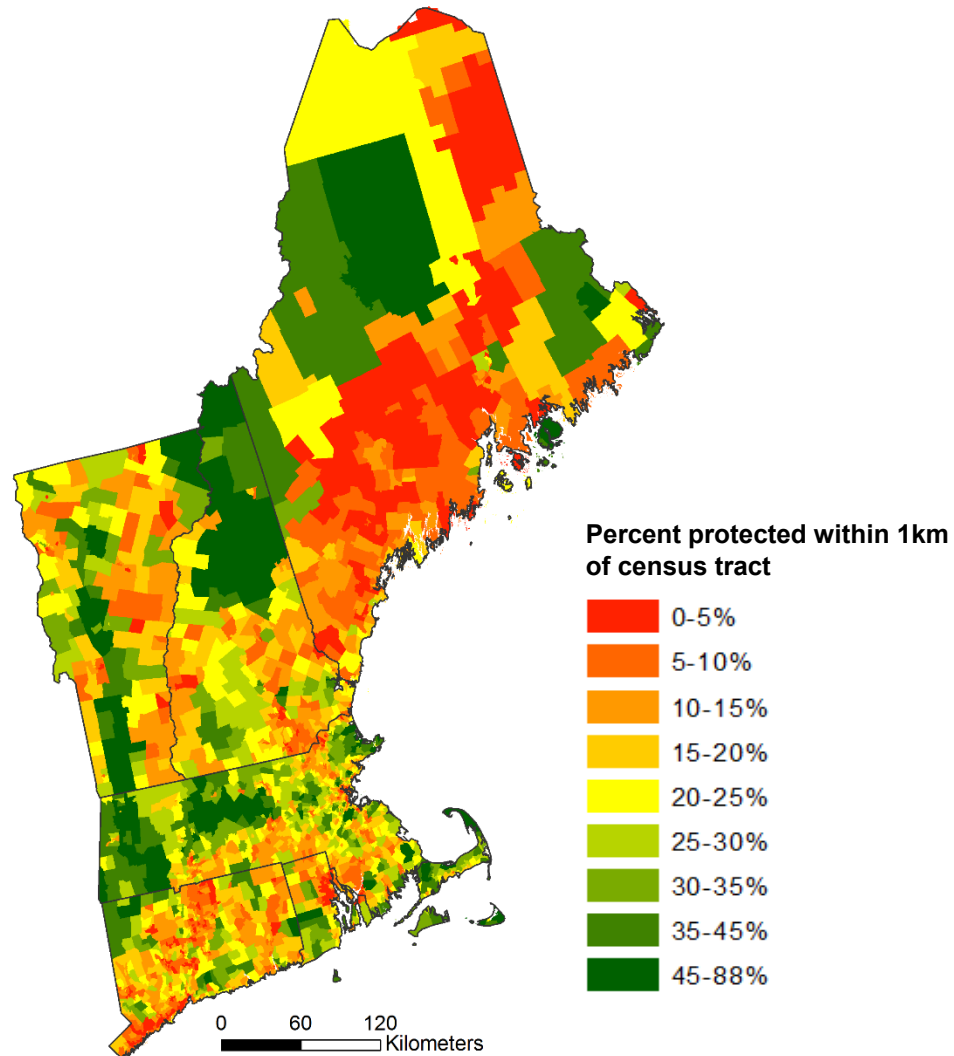 Percent protected within 1km
of census tract
0-5%
5-10%
10-15%
15-20%
20-25%
25-30%
30-35%
35-45%
45-88%
0 60 120
Kilometers